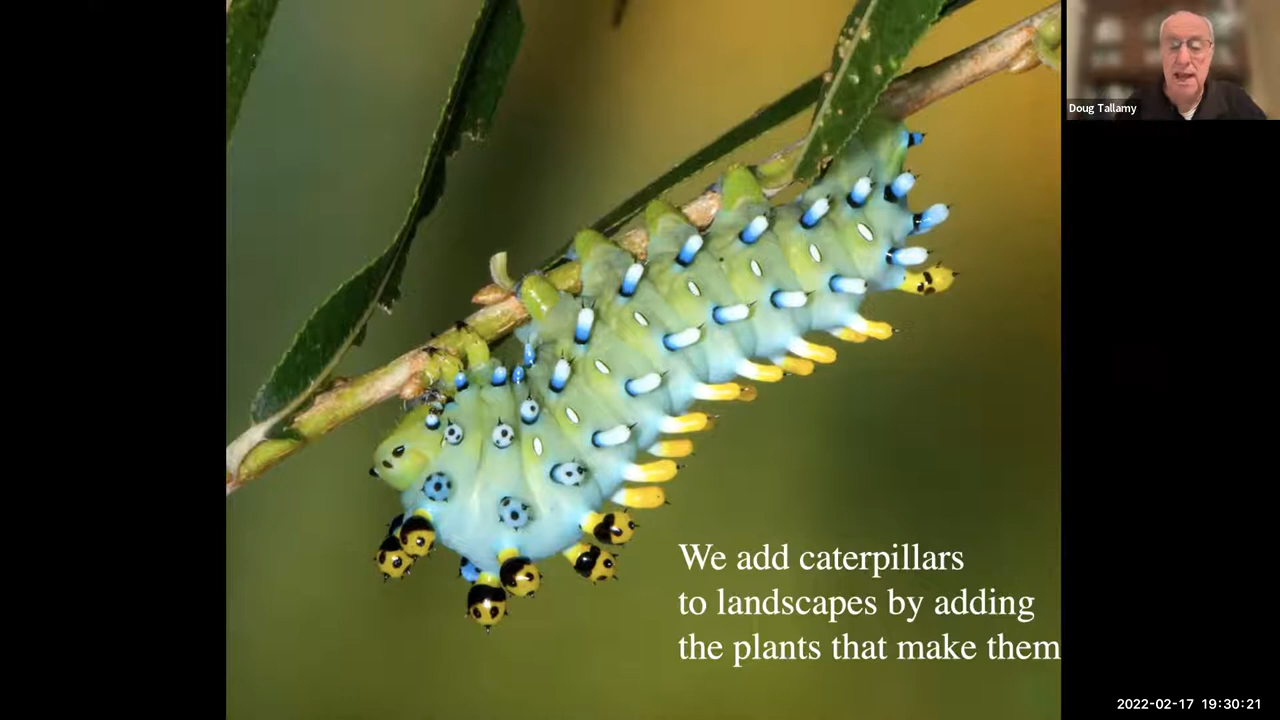 Doug Tallamy
We add caterpillars
to landscapes by adding
the plants that make them
2022-02-17 19:30:21